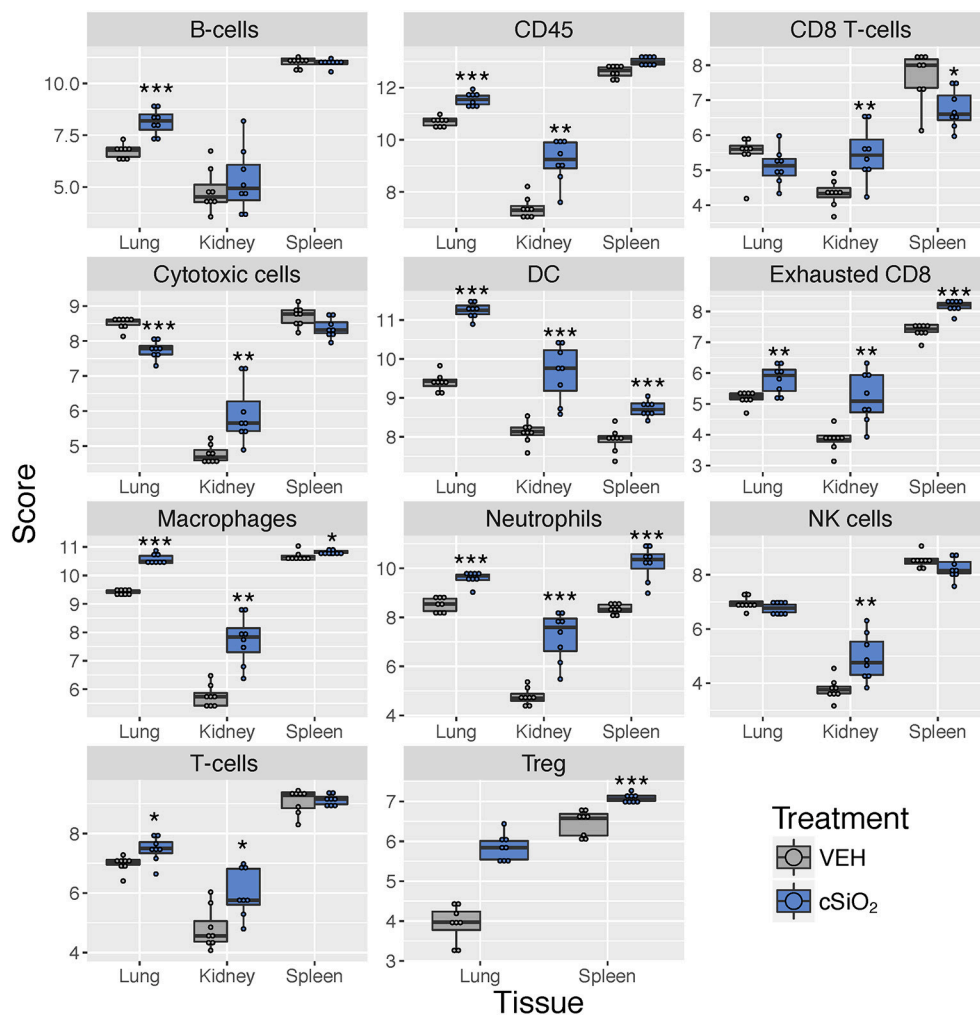 B-cells
CD45
CD8 T-cells
10.0
7.5
5.0
***
Lung Kidney Spleen
12
10
8
***
**
Lung Kidney Spleen
8
7
6
5
4
**
*
Lung Kidney Spleen
Cytotoxic cells
DC
Exhausted CD8
9
8
6
5
***
**
Lung Kidney Spleen
11
10
9
8
***
***
***
Lung Kidney Spleen
8
6
5
4
3
**
**
***
Lung Kidney Spleen
Macrophages
Neutrophils
NK cells
11
10
9
8
7
6
***
**
*
Lung Kidney Spleen
10
8
6
4
***
***
***
Lung Kidney Spleen
8
6
4
**
Lung Kidney Spleen
T-cells
Treg
8
6
4
*
*
Lung Kidney Spleen
7
6
5
4
3
***
Lung Spleen
Score
Tissue
Treatment
VEH
cSiO₂